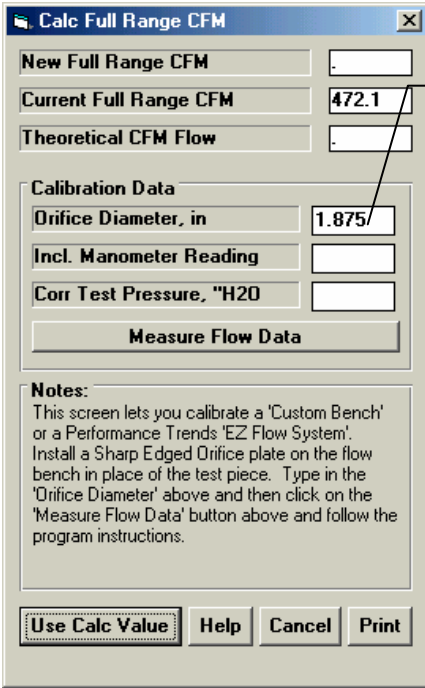 Calc Full Range CFM
New Full Range CFM .
Current Full Range CFM 472.1
Theoretical CFM Flow .
Calibration Data
Orifice Diameter, in 1.875
Incl. Manometer Reading
Corr Test Pressure, "H2O
Measure Flow Data
Notes:
This screen lets you calibrate a 'Custom Bench'
or a Performance Trends 'EZ Flow System'.
Install a Sharp Edged Orifice plate on the flow
bench in place of the test piece. Type in the
'Orifice Diameter' above and then click on the
'Measure Flow Data' button above and follow the
program instructions.
Use Calc Value Help Cancel Print